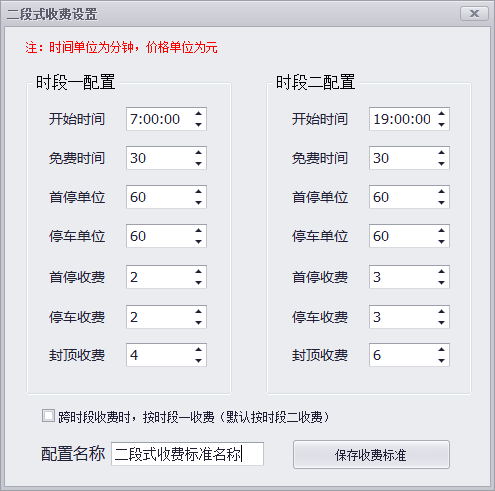 二段式收费设置
注：时间单位为分钟，价格单位为元
时段一配置 时段二配置
开始时间 7:00:00 开始时间 19:00:00
免费时间 30 免费时间 30
首停单位 60 首停单位 60
停车单位 60 停车单位 60
首停收费 2 首停收费 3
停车收费 2 停车收费 3
封顶收费 4 封顶收费 6
跨时段收费时，按时段一收费（默认按时段二收费）
配置名称 二段式收费标准名称 保存收费标准